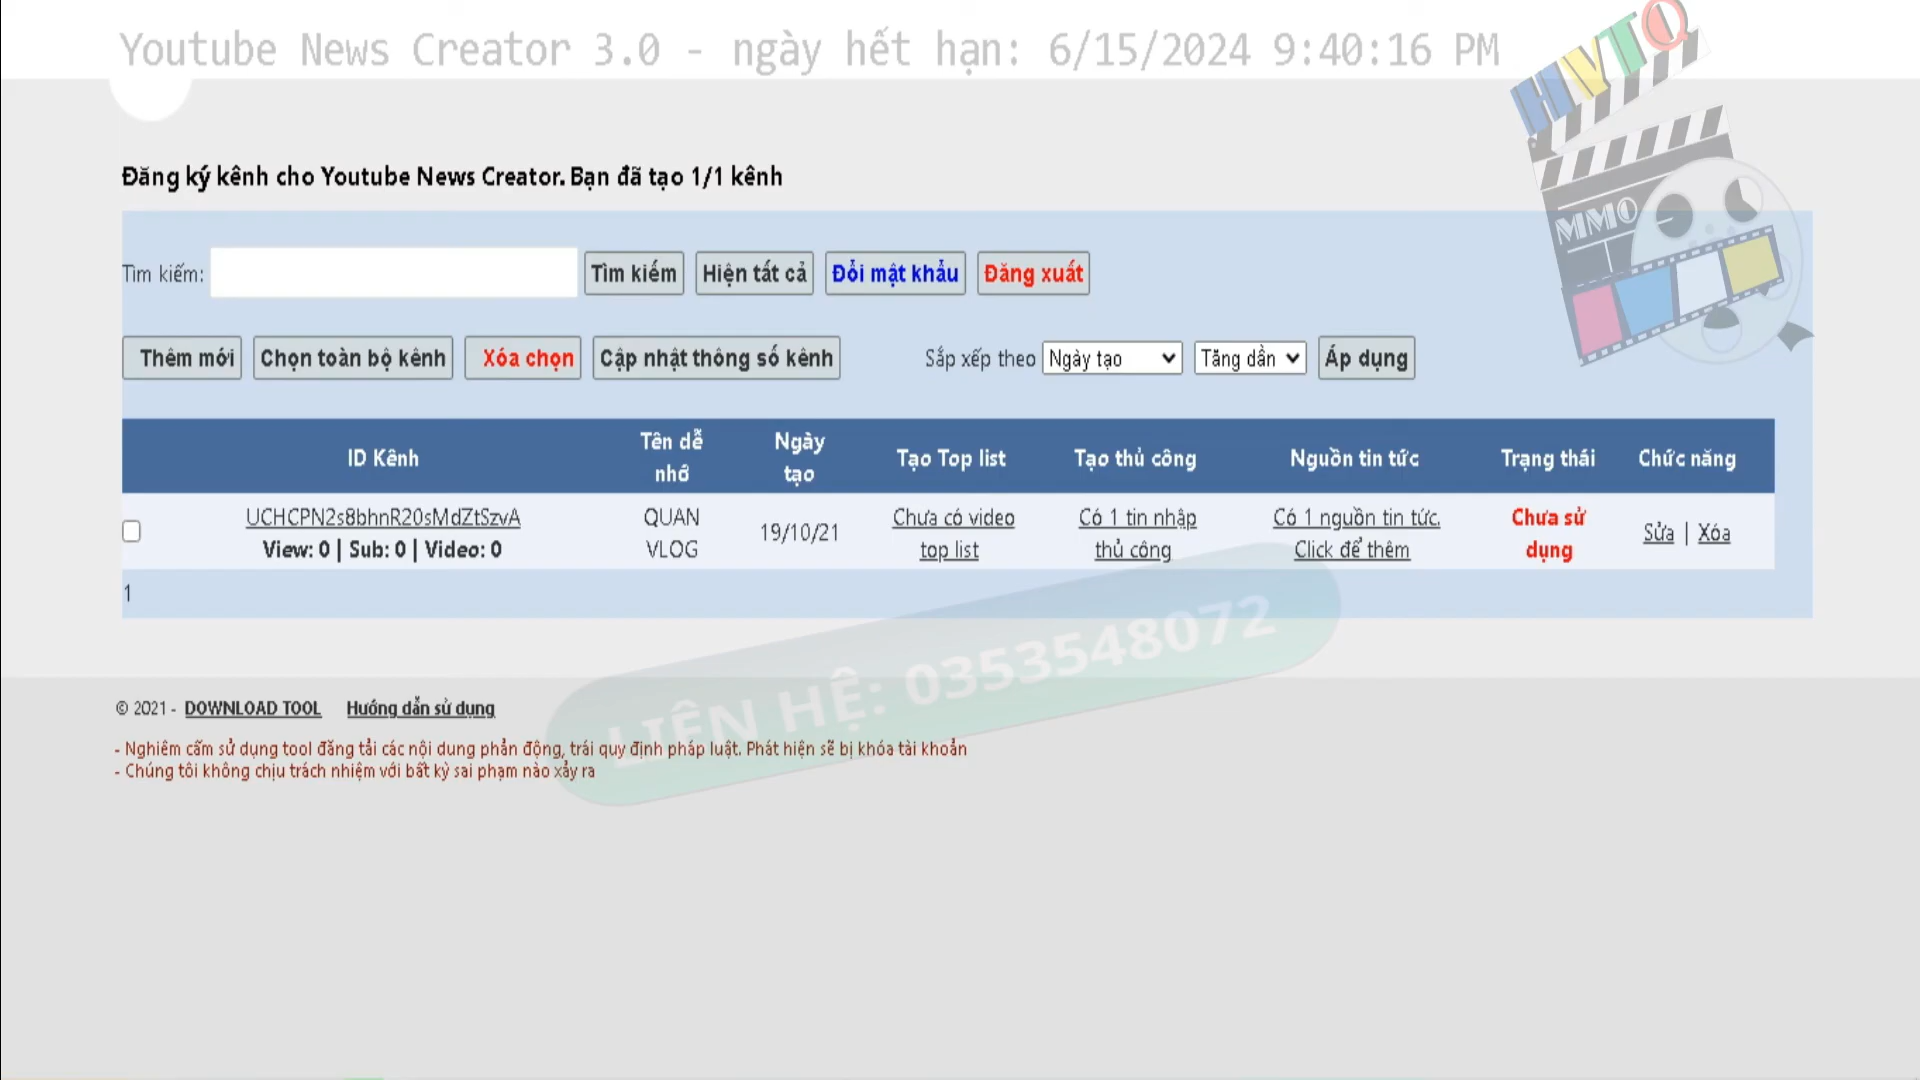 Youtube News Creator 3.0 - ngày hết hạn: 6/15/2024 9:40:16 PM
HVTQ
MMO
Đăng ký kênh cho Youtube News Creator. Bạn đã tạo 1/1 kênh
Tìm kiếm: Tìm kiếm Hiện tất cả Đổi mật khẩu Đăng xuất
Thêm mới Chọn toàn bộ kênh Xóa chọn Cập nhật thông số kênh Sắp xếp theo Ngày tạo Tăng dần Áp dụng
ID Kênh Tên dễ nhớ Ngày tạo Tạo Top list Tạo thủ công Nguồn tin tức Trạng thái Chức năng
UCHCPN2s8bhnR20sMdZtSzvA QUAN 19/10/21 Chưa có video Có 1 tin nhập Có 1 nguồn tin tức. Chưa sử Sửa | Xóa
View: 0 | Sub: 0 | Video: 0 VLOG top list thủ công Click để thêm dụng
1
LIÊN HỆ: 0353548072
© 2021 - DOWNLOAD TOOL Hướng dẫn sử dụng
- Nghiêm cấm sử dụng tool đăng tải các nội dung phản động, trái quy định pháp luật. Phát hiện sẽ bị khóa tài khoản
- Chúng tôi không chịu trách nhiệm với bất kỳ sai phạm nào xảy ra